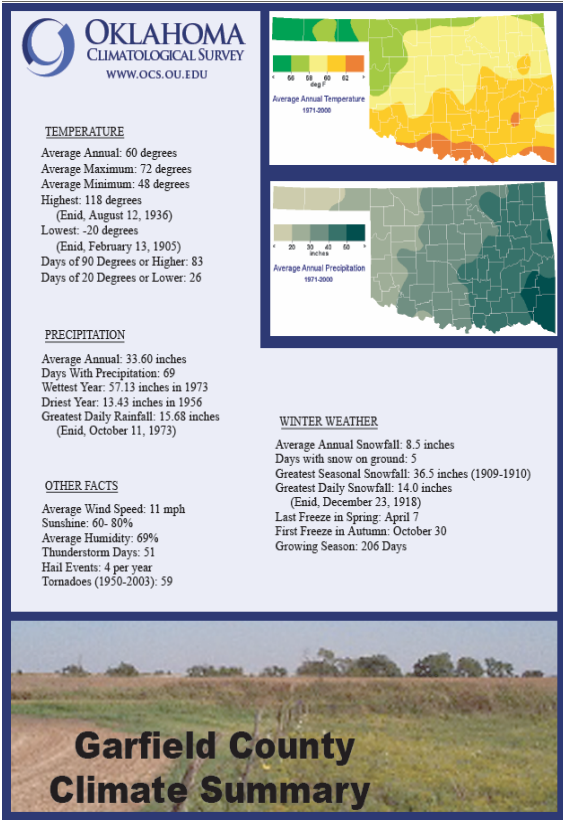 OKLAHOMA
CLIMATOLOGICAL SURVEY
WWW.OCS.OU.EDU
TEMPERATURE
Average Annual: 60 degrees
Average Maximum: 72 degrees
Average Minimum: 48 degrees
Highest: 118 degrees
(Enid, August 12, 1936)
Lowest: -20 degrees
(Enid, February 13, 1905)
Days of 90 Degrees or Higher: 83
Days of 20 Degrees or Lower: 26
PRECIPITATION
Average Annual: 33.60 inches
Days With Precipitation: 69
Wettest Year: 57.13 inches in 1973
Driest Year: 13.43 inches in 1956
Greatest Daily Rainfall: 15.68 inches
(Enid, October 11, 1973)
OTHER FACTS
Average Wind Speed: 11 mph
Sunshine: 60- 80%
Average Humidity: 69%
Thunderstorm Days: 51
Hail Events: 4 per year
Tornadoes (1950-2003): 59
< 56 58 60 62 >
deg F
Average Annual Temperature
1971-2000
< 20 30 40 50 >
inches
Average Annual Precipitation
1971-2000
WINTER WEATHER
Average Annual Snowfall: 8.5 inches
Days with snow on ground: 5
Greatest Seasonal Snowfall: 36.5 inches (1909-1910)
Greatest Daily Snowfall: 14.0 inches
(Enid, December 23, 1918)
Last Freeze in Spring: April 7
First Freeze in Autumn: October 30
Growing Season: 206 Days
Garfield County
Climate Summary